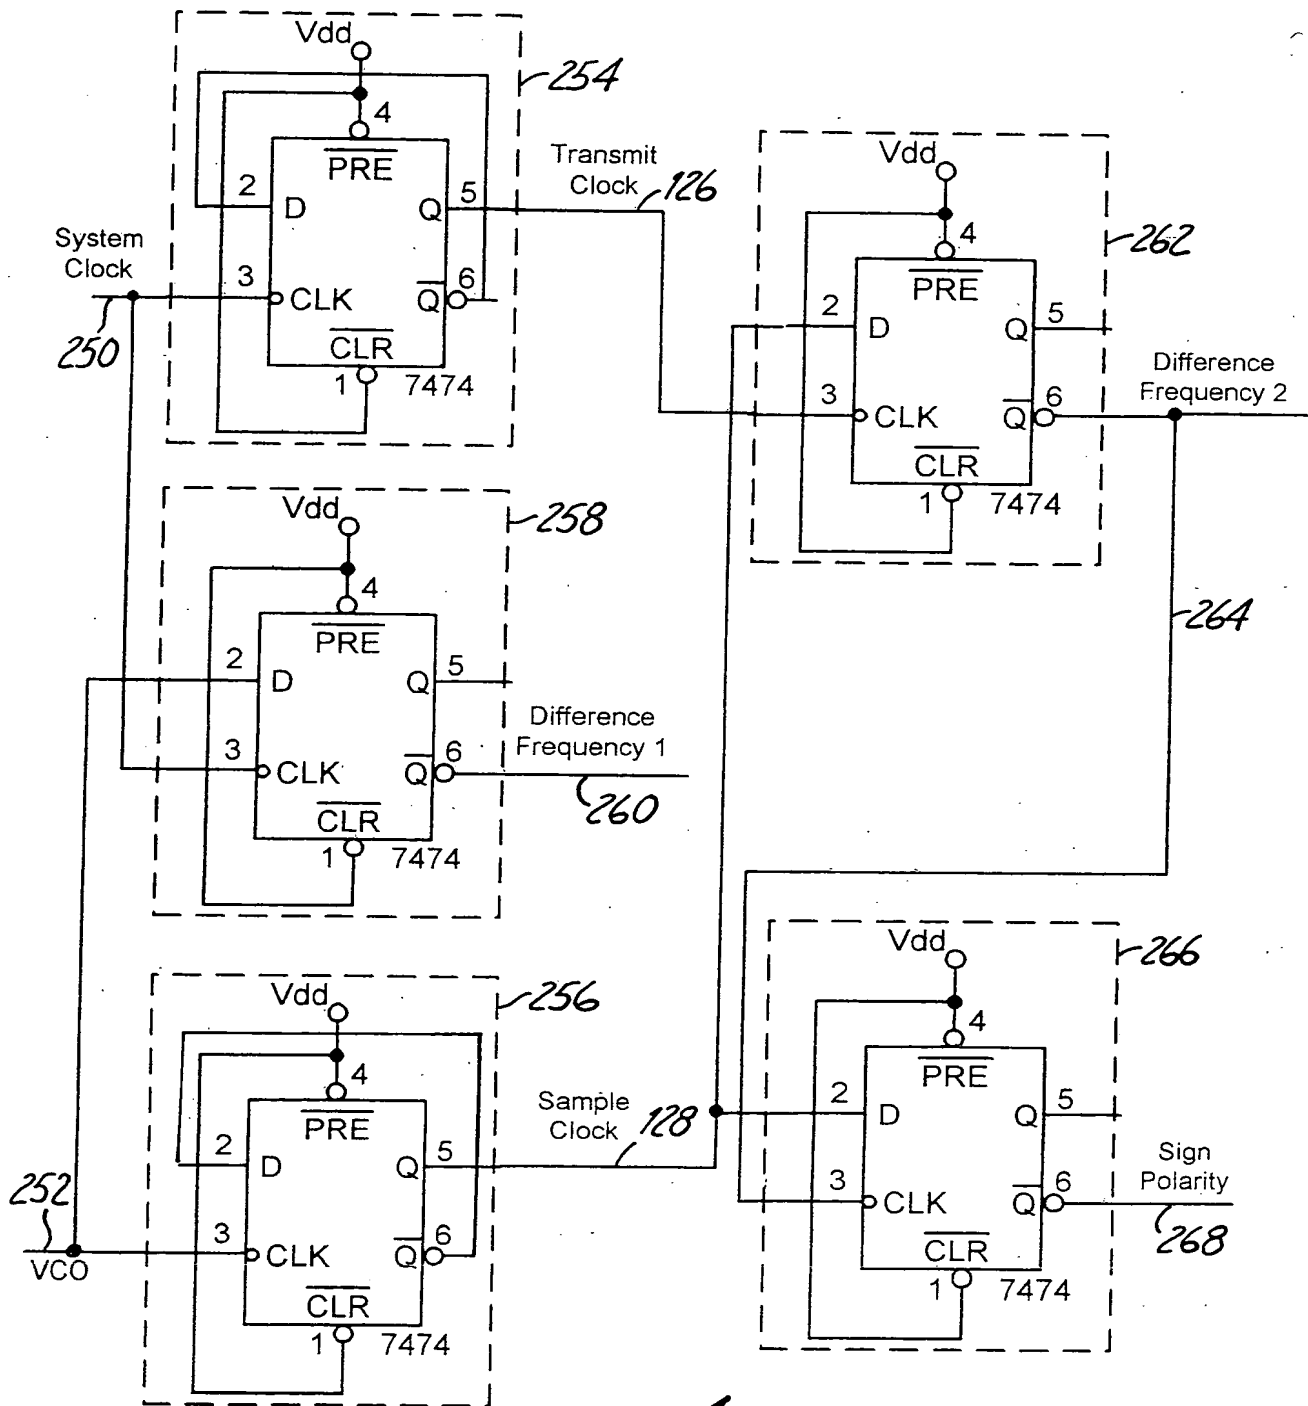 Vdd
254
4
PRE
2
D
Q
5
Transmit
Clock
126
System
Clock
250
3
CLK
Q
6
CLR
1
7474
Vdd
262
4
PRE
2
D
Q
5
3
CLK
Q
6
Difference
Frequency 2
CLR
1
7474
Vdd
258
4
PRE
2
D
Q
5
3
CLK
Q
6
Difference
Frequency 1
260
CLR
1
7474
264
Vdd
256
4
PRE
2
D
Q
5
Sample
Clock
128
252
VCO
3
CLK
Q
6
CLR
1
7474
Vdd
266
4
PRE
2
D
Q
5
3
CLK
Q
6
Sign
Polarity
268
CLR
1
7474